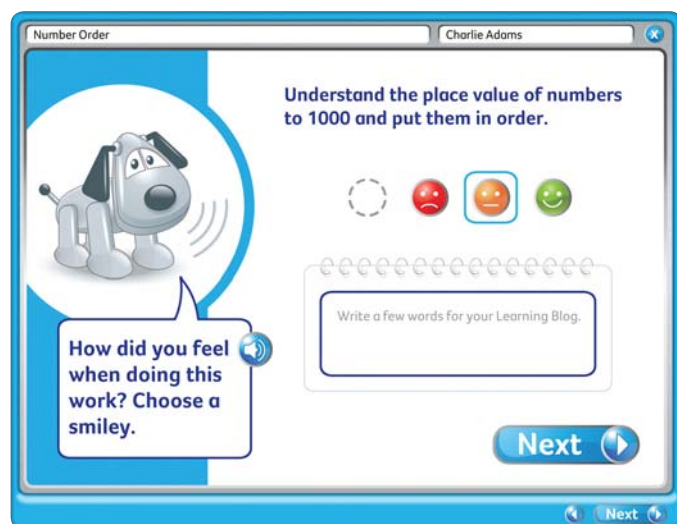 Number Order
Charlie Adams
Understand the place value of numbers
to 1000 and put them in order.
Write a few words for your Learning Blog.
How did you feel
when doing this
work? Choose a
smiley.
Next
Next